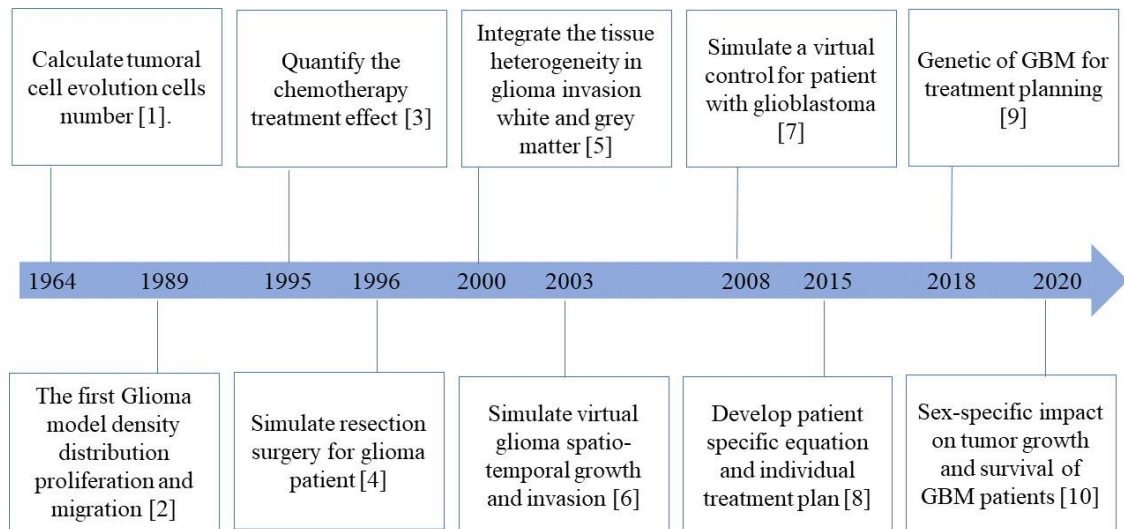 Calculate tumoral
cell evolution cells
number [1].
Quantify the
chemotherapy
treatment effect [3]
Integrate the tissue
heterogeneity in
glioma invasion
white and grey
matter [5]
Simulate a virtual
control for patient
with glioblastoma
[7]
Genetic of GBM for
treatment planning
[9]
1964 1989 1995 1996 2000 2003 2008 2015 2018 2020
The first Glioma
model density
distribution
proliferation and
migration [2]
Simulate resection
surgery for glioma
patient [4]
Simulate virtual
glioma spatio-
temporal growth
and invasion [6]
Develop patient
specific equation
and individual
treatment plan [8]
Sex-specific impact
on tumor growth
and survival of
GBM patients [10]